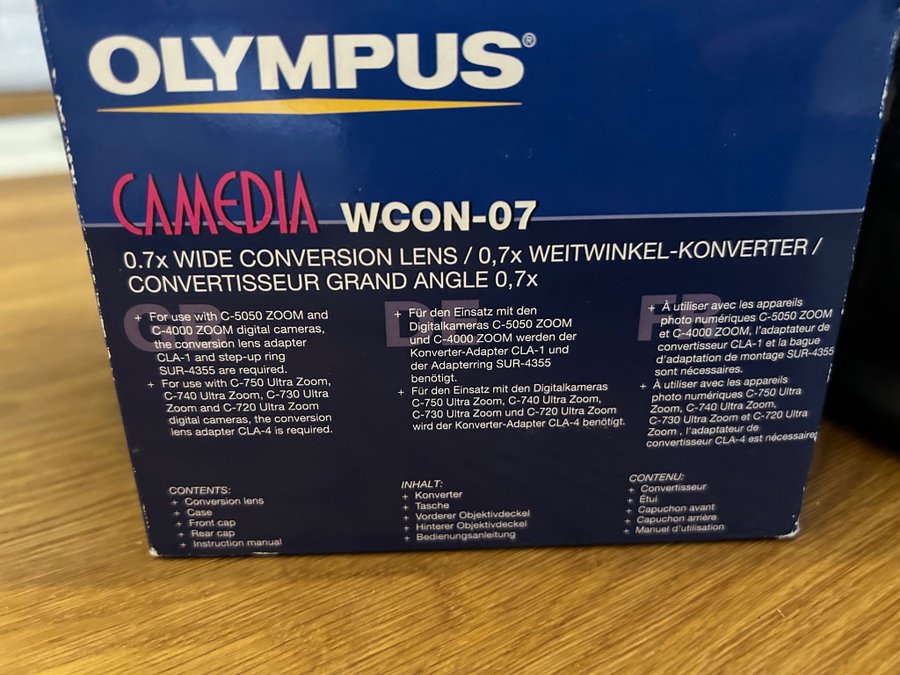 OLYMPUS®
CAMEDIA WCON-07
0.7x WIDE CONVERSION LENS / 0,7x WEITWINKEL-KONVERTER /
CONVERTISSEUR GRAND ANGLE 0,7x
GB
+ For use with C-5050 ZOOM and
C-4000 ZOOM digital cameras,
the conversion lens adapter
CLA-1 and step-up ring
SUR-4355 are required.
+ For use with C-750 Ultra Zoom,
C-740 Ultra Zoom, C-730 Ultra
Zoom and C-720 Ultra Zoom
digital cameras, the conversion
lens adapter CLA-4 is required.
DE
+ Für den Einsatz mit den
Digitalkameras C-5050 ZOOM
und C-4000 ZOOM werden der
Konverter-Adapter CLA-1 und
der Adapterring SUR-4355
benötigt.
+ Für den Einsatz mit den Digitalkameras
C-750 Ultra Zoom, C-740 Ultra Zoom,
C-730 Ultra Zoom und C-720 Ultra Zoom
wird der Konverter-Adapter CLA-4 benötigt.
FR
+ À utiliser avec les appareils
photo numériques C-5050 ZOOM
et C-4000 ZOOM, l'adaptateur de
convertisseur CLA-1 et la bague
d'adaptation de montage SUR-4355
sont nécessaires.
+ À utiliser avec les appareils
photo numériques C-750 Ultra
Zoom, C-740 Ultra Zoom,
C-730 Ultra Zoom et C-720 Ultra
Zoom , l'adaptateur de
convertisseur CLA-4 est nécessaire
CONTENTS:
+ Conversion lens
+ Case
+ Front cap
+ Rear cap
+ Instruction manual
INHALT:
+ Konverter
+ Tasche
+ Vorderer Objektivdeckel
+ Hinterer Objektivdeckel
+ Bedienungsanleitung
CONTENU:
+ Convertisseur
+ Étui
+ Capuchon avant
+ Capuchon arrière
+ Manuel d'utilisation